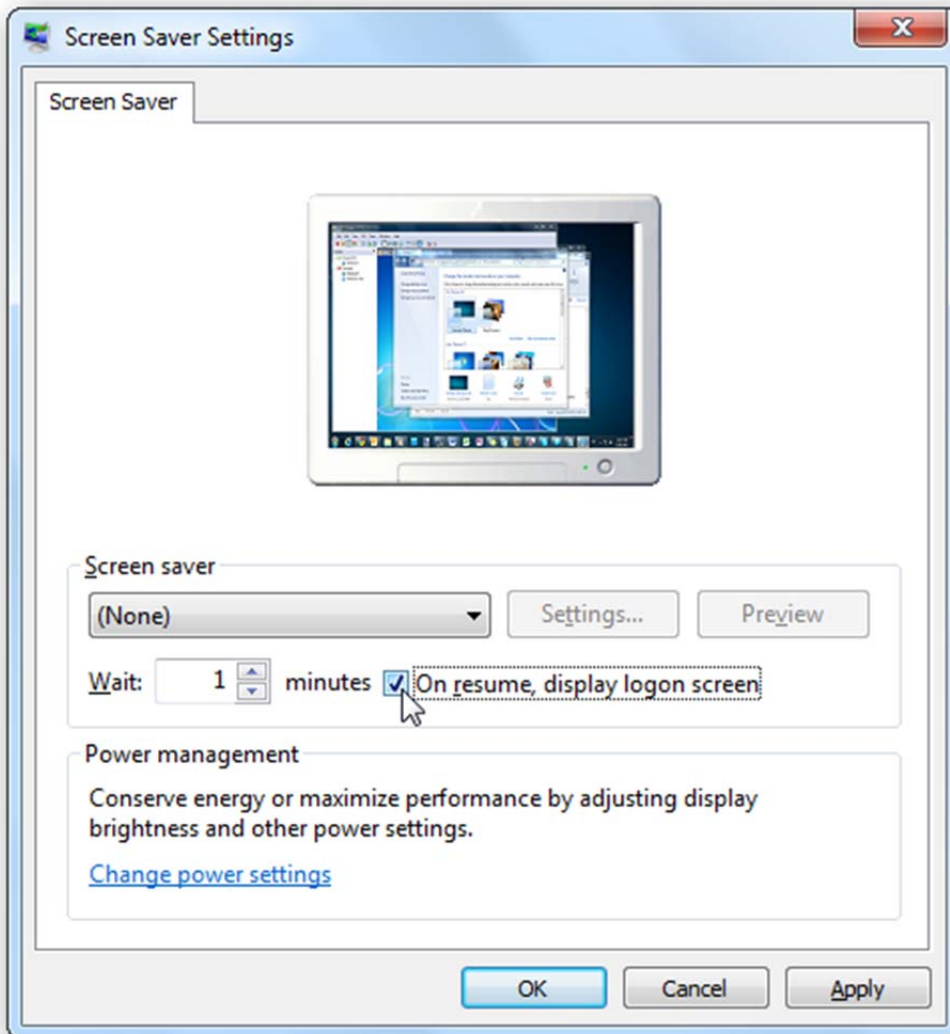 Screen Saver Settings
Screen Saver
Screen saver
(None)
Settings...
Preview
Wait:
1
minutes
On resume, display logon screen
Power management
Conserve energy or maximize performance by adjusting display
brightness and other power settings.
Change power settings
OK
Cancel
Apply